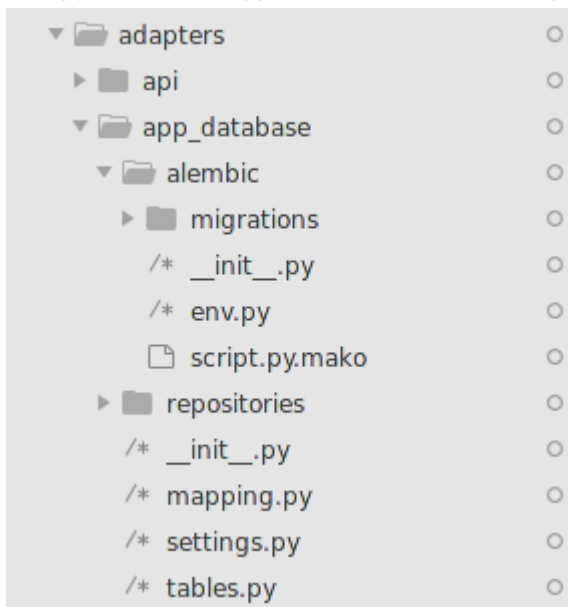 adapters
api
app_database
alembic
migrations
/* __init__.py
/* env.py
script.py.mako
repositories
/* __init__.py
/* mapping.py
/* settings.py
/* tables.py